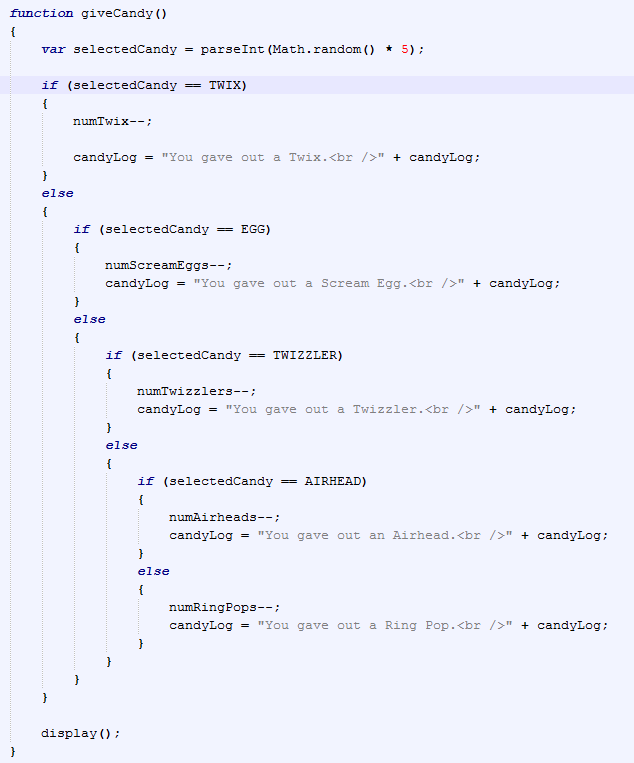 function giveCandy()
{
    var selectedCandy = parseInt(Math.random() * 5);

    if (selectedCandy == TWIX)
    {
        numTwix--;

        candyLog = "You gave out a Twix.<br />" + candyLog;
    }
    else
    {
        if (selectedCandy == EGG)
        {
            numScreamEggs--;
            candyLog = "You gave out a Scream Egg.<br />" + candyLog;
        }
        else
        {
            if (selectedCandy == TWIZZLER)
            {
                numTwizzlers--;
                candyLog = "You gave out a Twizzler.<br />" + candyLog;
            }
            else
            {
                if (selectedCandy == AIRHEAD)
                {
                    numAirheads--;
                    candyLog = "You gave out an Airhead.<br />" + candyLog;
                }
                else
                {
                    numRingPops--;
                    candyLog = "You gave out a Ring Pop.<br />" + candyLog;
                }
            }
        }
    }

    display();
}